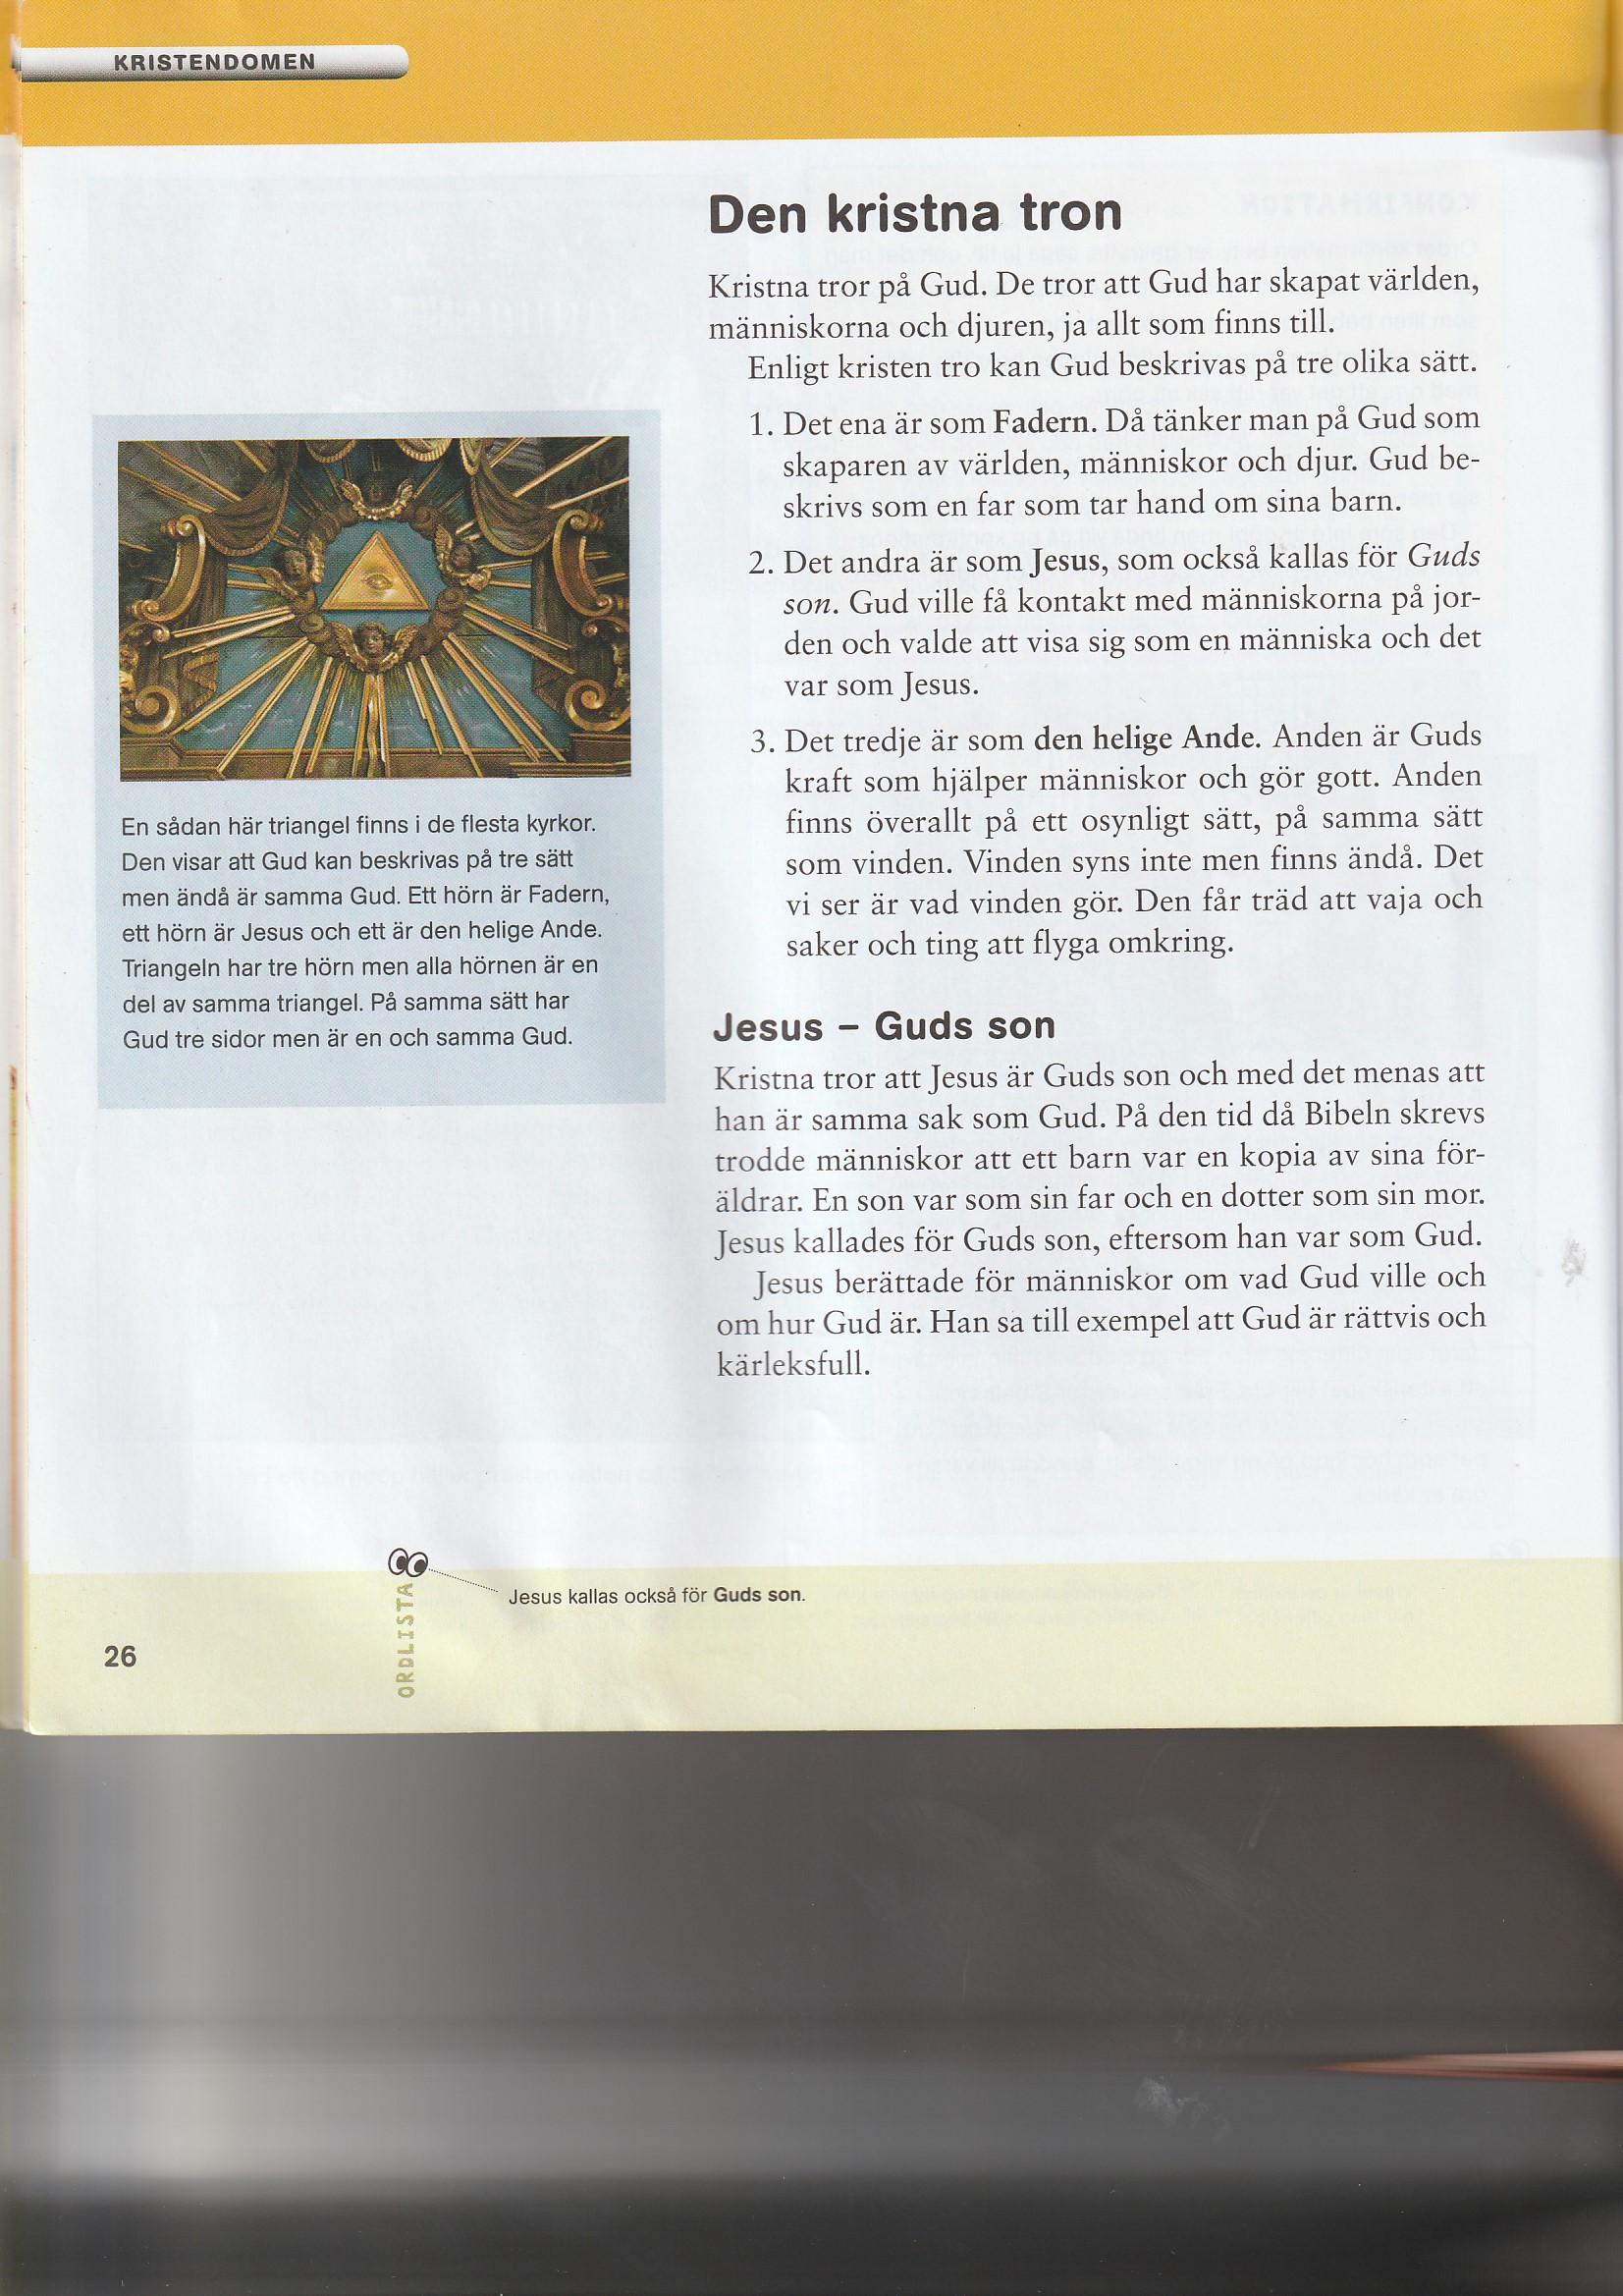 KRISTENDOMEN
Den kristna tron
Kristna tror på Gud. De tror att Gud har skapat världen,
människorna och djuren, ja allt som finns till.
Enligt kristen tro kan Gud beskrivas på tre olika sätt.
1. Det ena är som Fadern. Då tänker man på Gud som
skaparen av världen, människor och djur. Gud be-
skrivs som en far som tar hand om sina barn.
2. Det andra är som Jesus, som också kallas för Guds
son. Gud ville få kontakt med människorna på jor-
den och valde att visa sig som en människa och det
var som Jesus.
3. Det tredje är som den helige Ande. Anden är Guds
kraft som hjälper människor och gör gott. Anden
finns överallt på ett osynligt sätt, på samma sätt
som vinden. Vinden syns inte men finns ändå. Det
vi ser är vad vinden gör. Den får träd att vaja och
saker och ting att flyga omkring.
En sådan här triangel finns i de flesta kyrkor.
Den visar att Gud kan beskrivas på tre sätt
men ändå är samma Gud. Ett hörn är Fadern,
ett hörn är Jesus och ett är den helige Ande.
Triangeln har tre hörn men alla hörnen är en
del av samma triangel. På samma sätt har
Gud tre sidor men är en och samma Gud.
Jesus – Guds son
Kristna tror att Jesus är Guds son och med det menas att
han är samma sak som Gud. På den tid då Bibeln skrevs
trodde människor att ett barn var en kopia av sina för-
äldrar. En son var som sin far och en dotter som sin mor.
Jesus kallades för Guds son, eftersom han var som Gud.
Jesus berättade för människor om vad Gud ville och
om hur Gud är. Han sa till exempel att Gud är rättvis och
kärleksfull.
ORDLISTA
Jesus kallas också för Guds son.
26